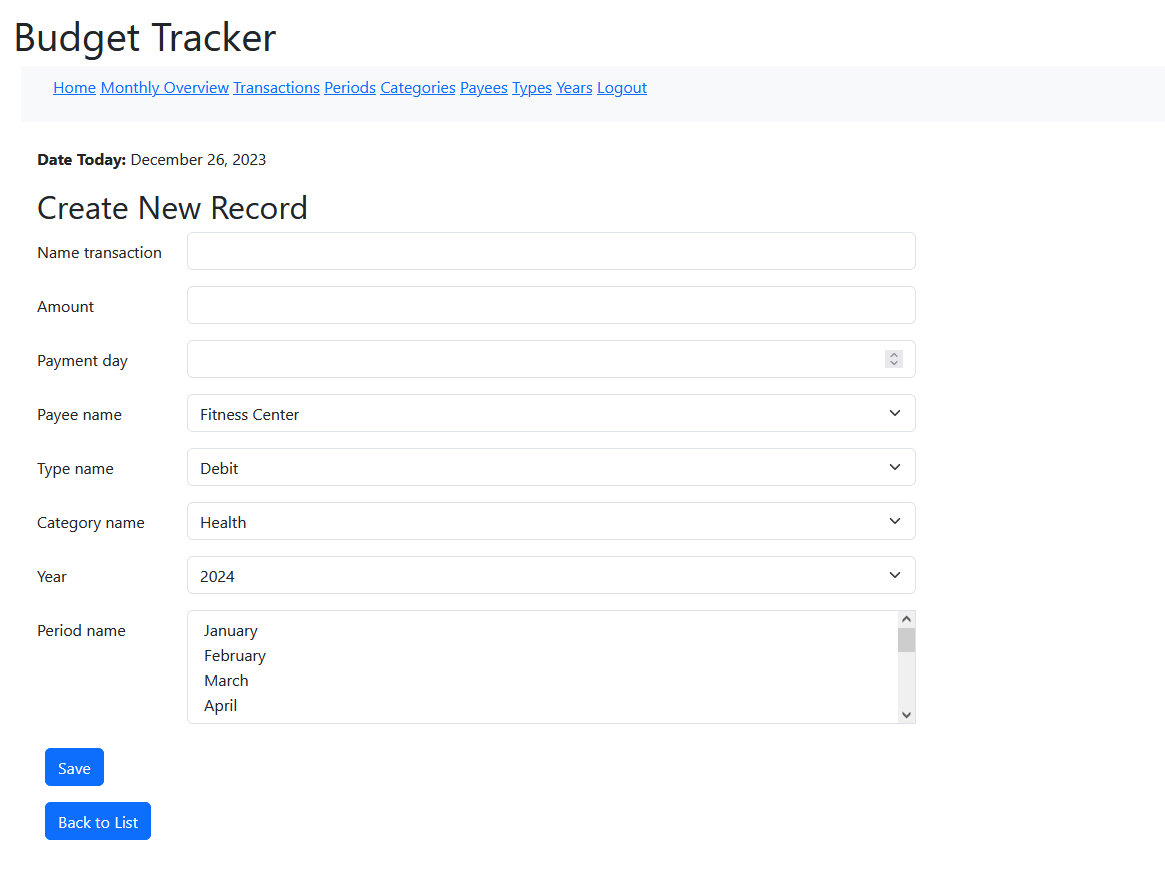 Budget Tracker
Home Monthly Overview Transactions Periods Categories Payees Types Years Logout
Date Today: December 26, 2023
Create New Record
Name transaction
Amount
Payment day
Payee name Fitness Center
Type name Debit
Category name Health
Year 2024
Period name January
February
March
April
Save
Back to List